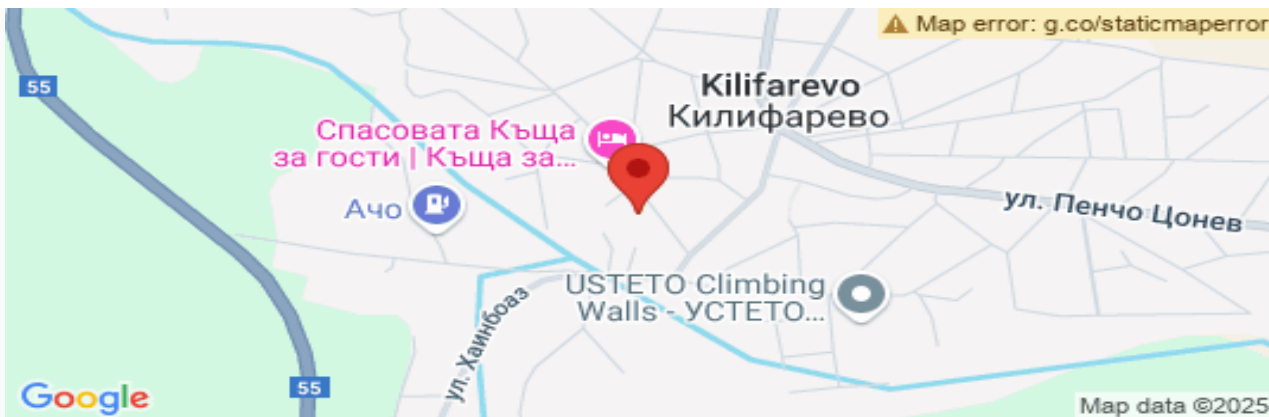 Map error: g.co/staticmaperror
55
Kilifarevo
Килифарево
Спасовата Къща
за гости | Къща за...
Ачо
ул. Пенчо Цонев
USTETO Climbing
Walls - УСТЕТО...
ул. Хаинбоаз
55
Google
Map data ©2025